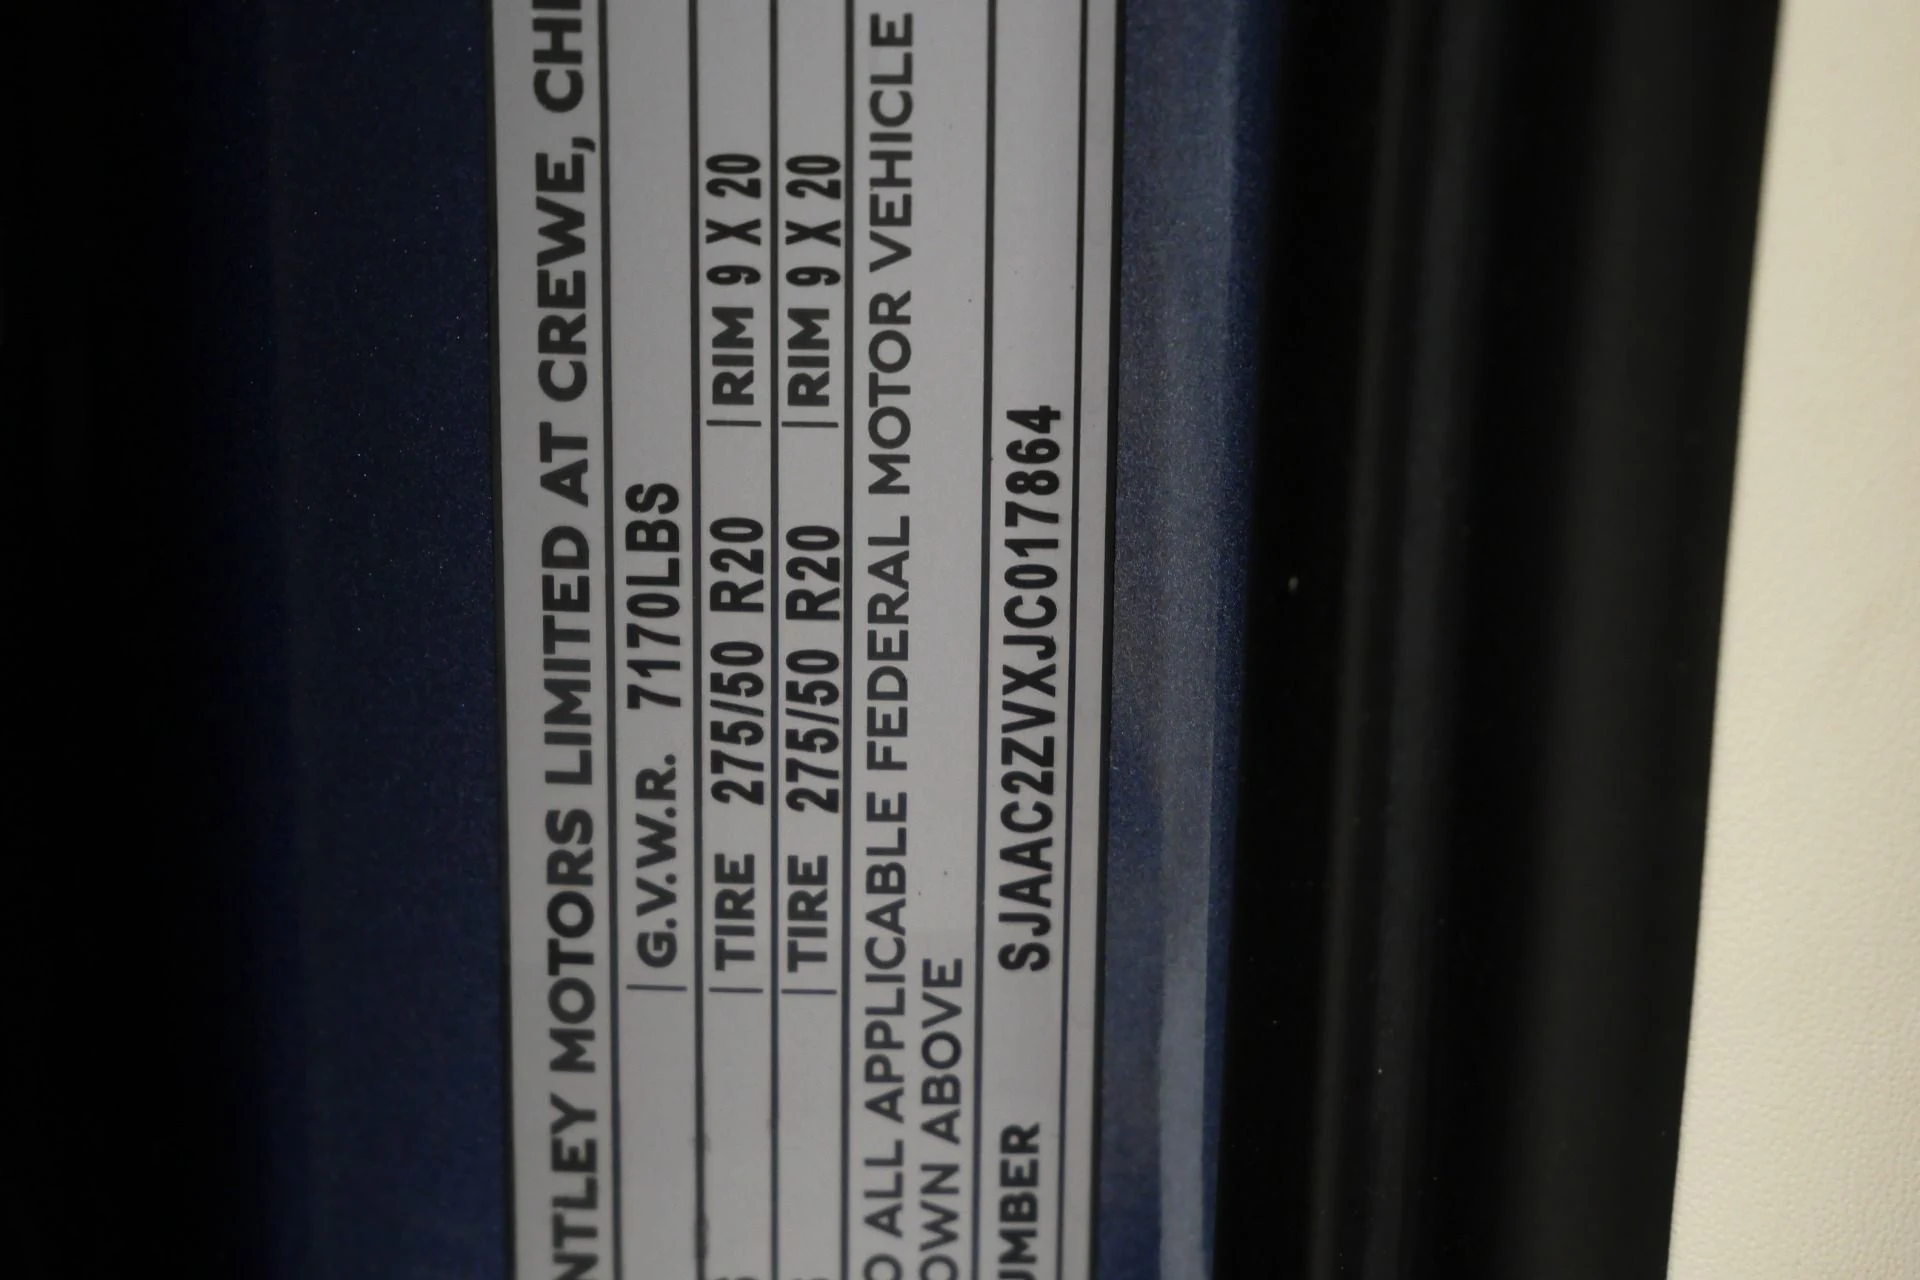 NTLEY MOTORS LIMITED AT CREWE, CHE
G.V.W.R. 7170LBS
TIRE 275/50 R20 RIM 9 X 20
TIRE 275/50 R20 RIM 9 X 20
O ALL APPLICABLE FEDERAL MOTOR VEHICLE
OWN ABOVE
UMBER SJAAC2ZVXJC017864